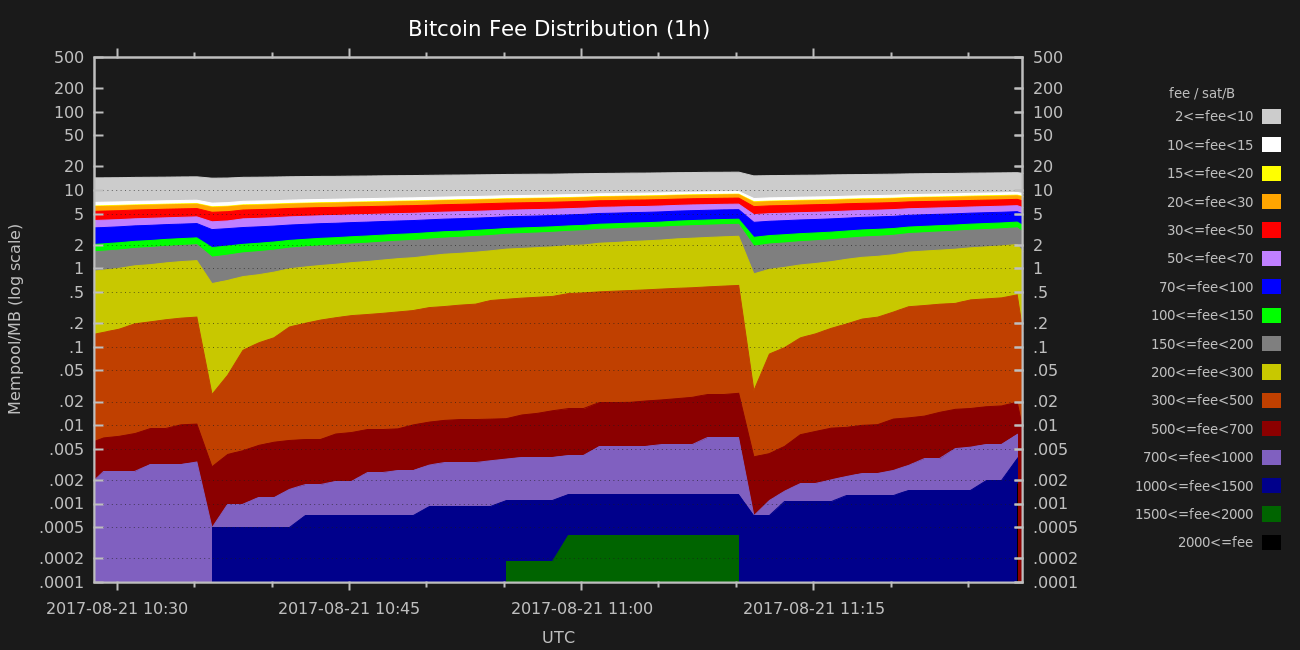 Bitcoin Fee Distribution (1h)
Mempool/MB (log scale)
500
200
100
50
20
10
5
2
1
.5
.2
.1
.05
.02
.01
.005
.002
.001
.0005
.0002
.0001
500
200
100
50
20
10
5
2
1
.5
.2
.1
.05
.02
.01
.005
.002
.001
.0005
.0002
.0001
2017-08-21 10:30
2017-08-21 10:45
2017-08-21 11:00
2017-08-21 11:15
UTC
fee / sat/B
2<=fee<10
10<=fee<15
15<=fee<20
20<=fee<30
30<=fee<50
50<=fee<70
70<=fee<100
100<=fee<150
150<=fee<200
200<=fee<300
300<=fee<500
500<=fee<700
700<=fee<1000
1000<=fee<1500
1500<=fee<2000
2000<=fee